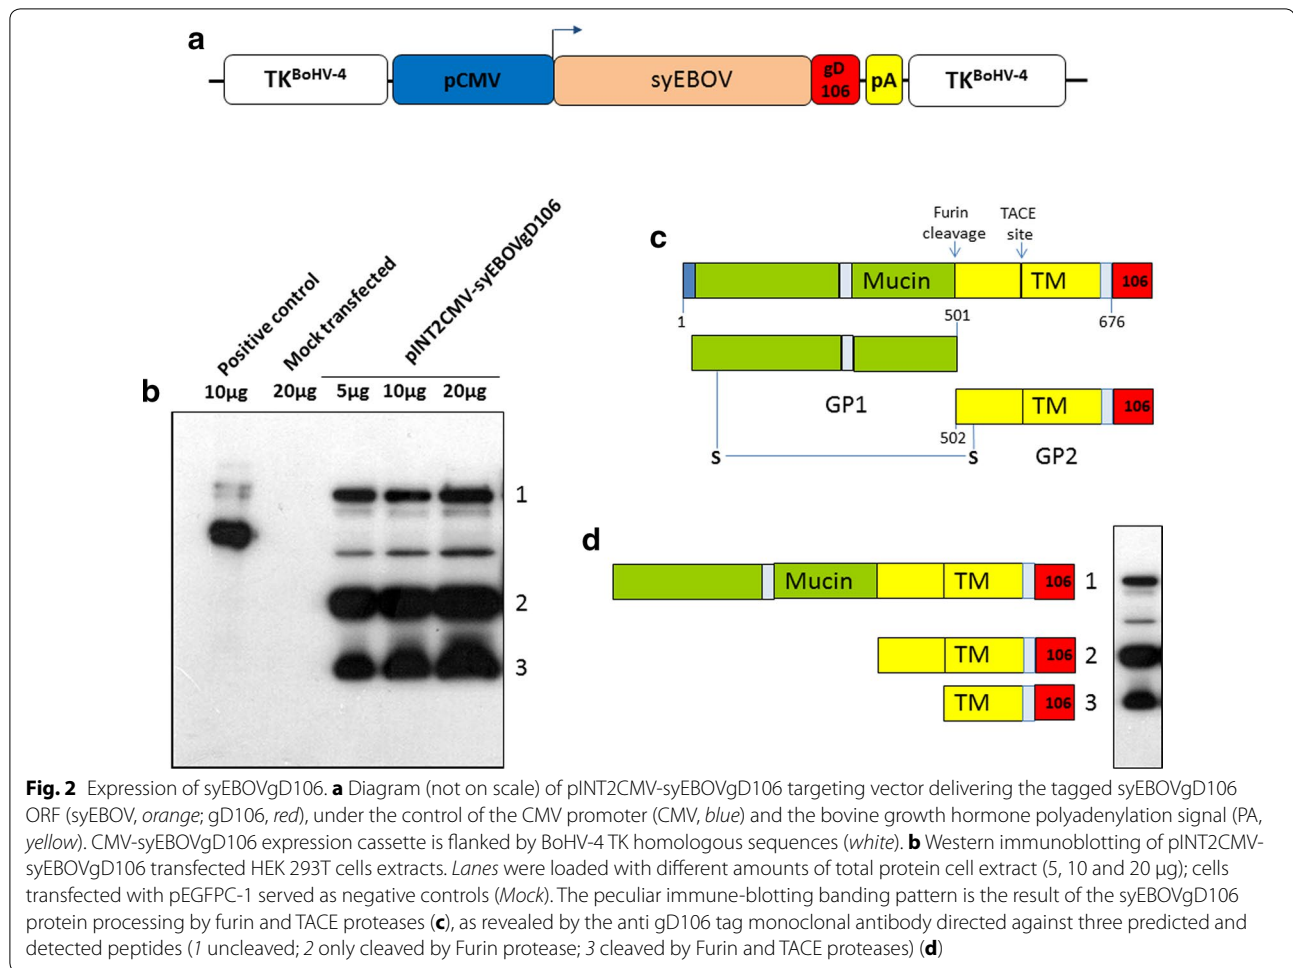 a
TK^BoHV-4 pCMV syEBOV gD 106 pA TK^BoHV-4
b
Positive control
Mock transfected
pINT2CMV-syEBOVgD106
10µg 20µg 5µg 10µg 20µg
1
2
3
c
Furin cleavage
TACE site
Mucin TM 106
1 501 676
GP1
TM 106
502
S S GP2
d
Mucin TM 106 1
TM 106 2
TM 106 3
Fig. 2 Expression of syEBOVgD106. a Diagram (not on scale) of pINT2CMV-syEBOVgD106 targeting vector delivering the tagged syEBOVgD106
ORF (syEBOV, orange; gD106, red), under the control of the CMV promoter (CMV, blue) and the bovine growth hormone polyadenylation signal (PA,
yellow). CMV-syEBOVgD106 expression cassette is flanked by BoHV-4 TK homologous sequences (white). b Western immunoblotting of pINT2CMV-
syEBOVgD106 transfected HEK 293T cells extracts. Lanes were loaded with different amounts of total protein cell extract (5, 10 and 20 µg); cells
transfected with pEGFPC-1 served as negative controls (Mock). The peculiar immune-blotting banding pattern is the result of the syEBOVgD106
protein processing by furin and TACE proteases (c), as revealed by the anti gD106 tag monoclonal antibody directed against three predicted and
detected peptides (1 uncleaved; 2 only cleaved by Furin protease; 3 cleaved by Furin and TACE proteases) (d)